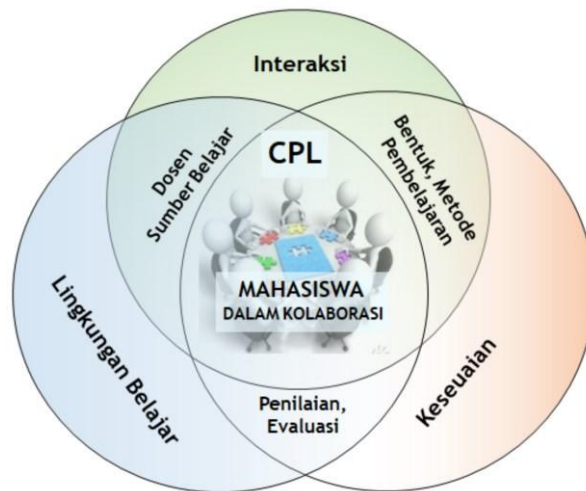 Interaksi
Dosen
Sumber Belajar
CPL
Bentuk, Metode
Pembelajaran
MAHASISWA
DALAM KOLABORASI
Lingkungan Belajar
Keseuaian
Penilaian,
Evaluasi